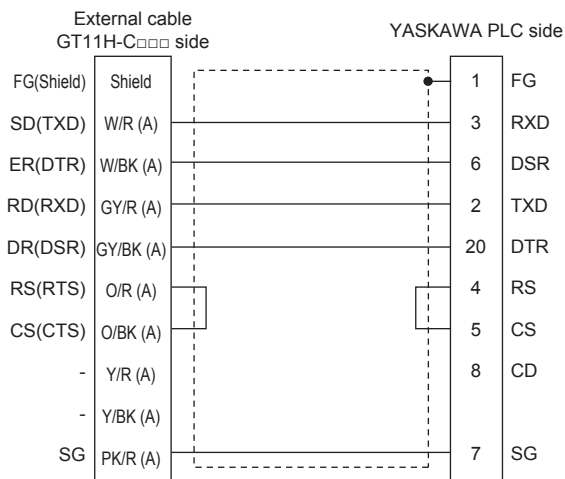 External cable
GT11H-C□□□ side
YASKAWA PLC side
FG(Shield) Shield 1 FG
SD(TXD) W/R (A) 3 RXD
ER(DTR) W/BK (A) 6 DSR
RD(RXD) GY/R (A) 2 TXD
DR(DSR) GY/BK (A) 20 DTR
RS(RTS) O/R (A) 4 RS
CS(CTS) O/BK (A) 5 CS
- Y/R (A) 8 CD
- Y/BK (A)
SG PK/R (A) 7 SG